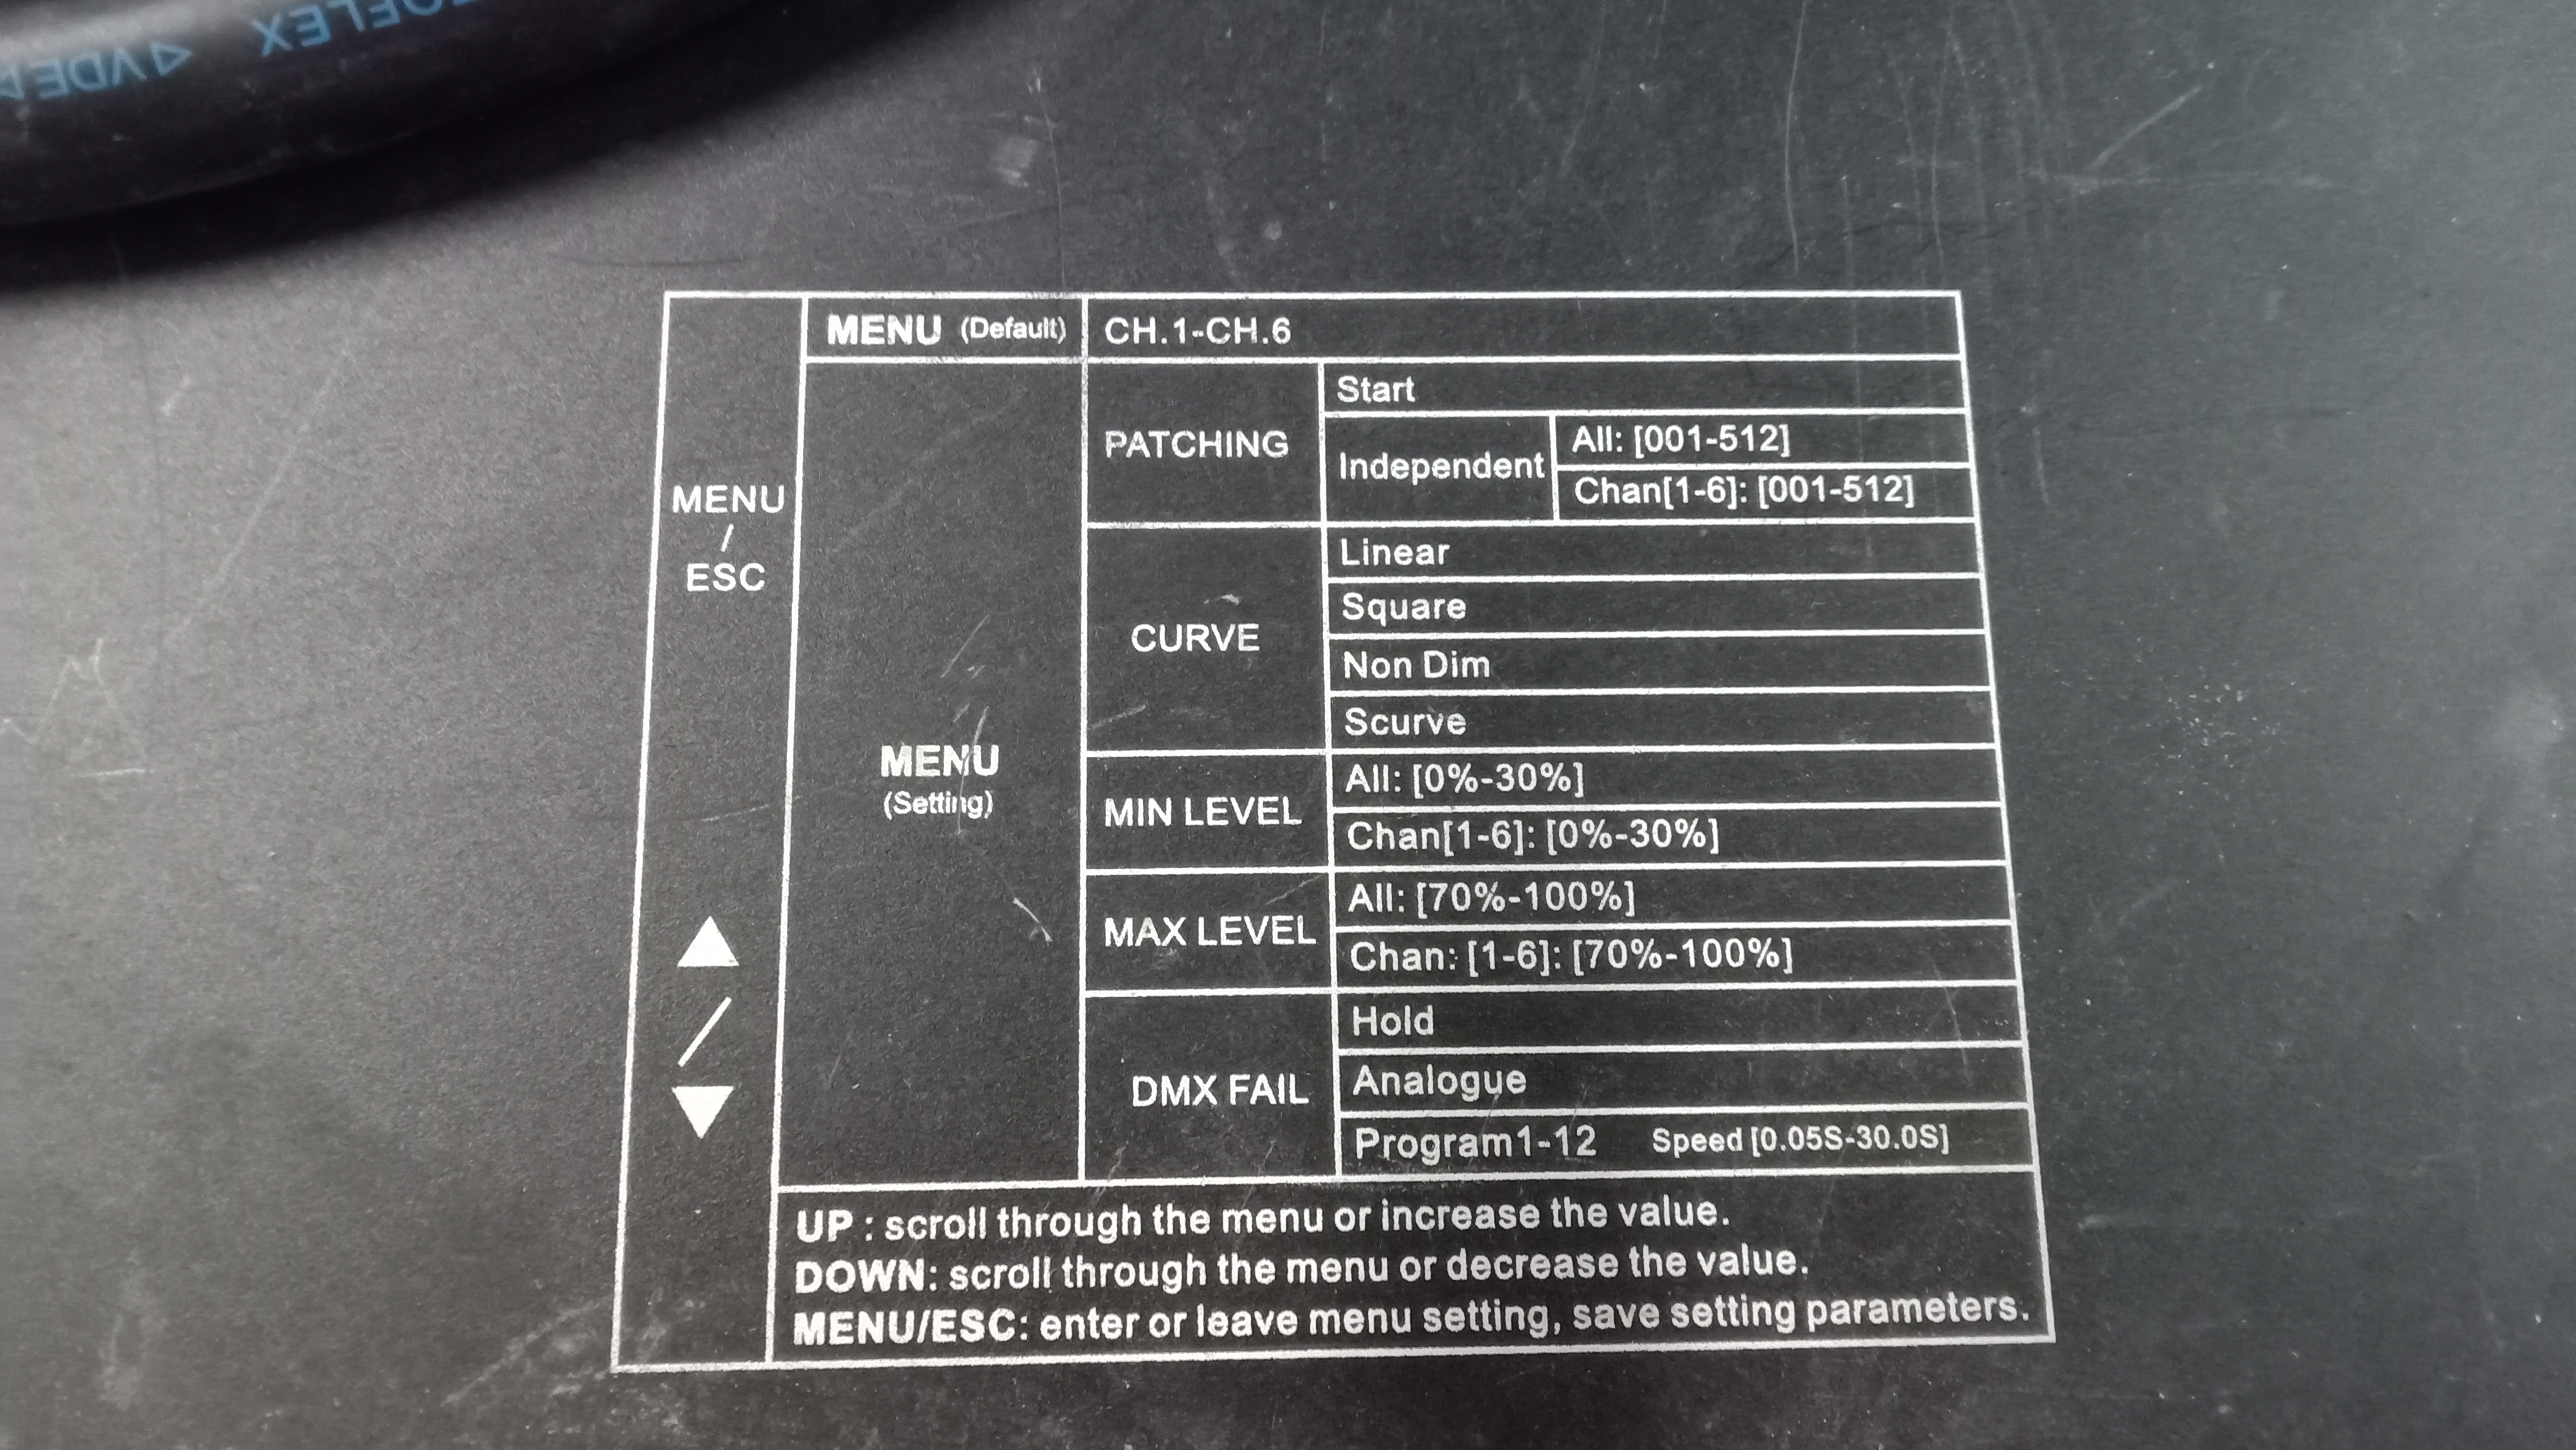 VDE
OFLEX
MENU (Default) CH.1-CH.6
MENU
/
ESC
▲
/
▼
MENU
(Setting)
PATCHING
Start
Independent
All: [001-512]
Chan[1-6]: [001-512]
CURVE
Linear
Square
Non Dim
Scurve
MIN LEVEL
All: [0%-30%]
Chan[1-6]: [0%-30%]
MAX LEVEL
All: [70%-100%]
Chan: [1-6]: [70%-100%]
DMX FAIL
Hold
Analogue
Program1-12 Speed [0.05S-30.0S]
UP : scroll through the menu or increase the value.
DOWN: scroll through the menu or decrease the value.
MENU/ESC: enter or leave menu setting, save setting parameters.